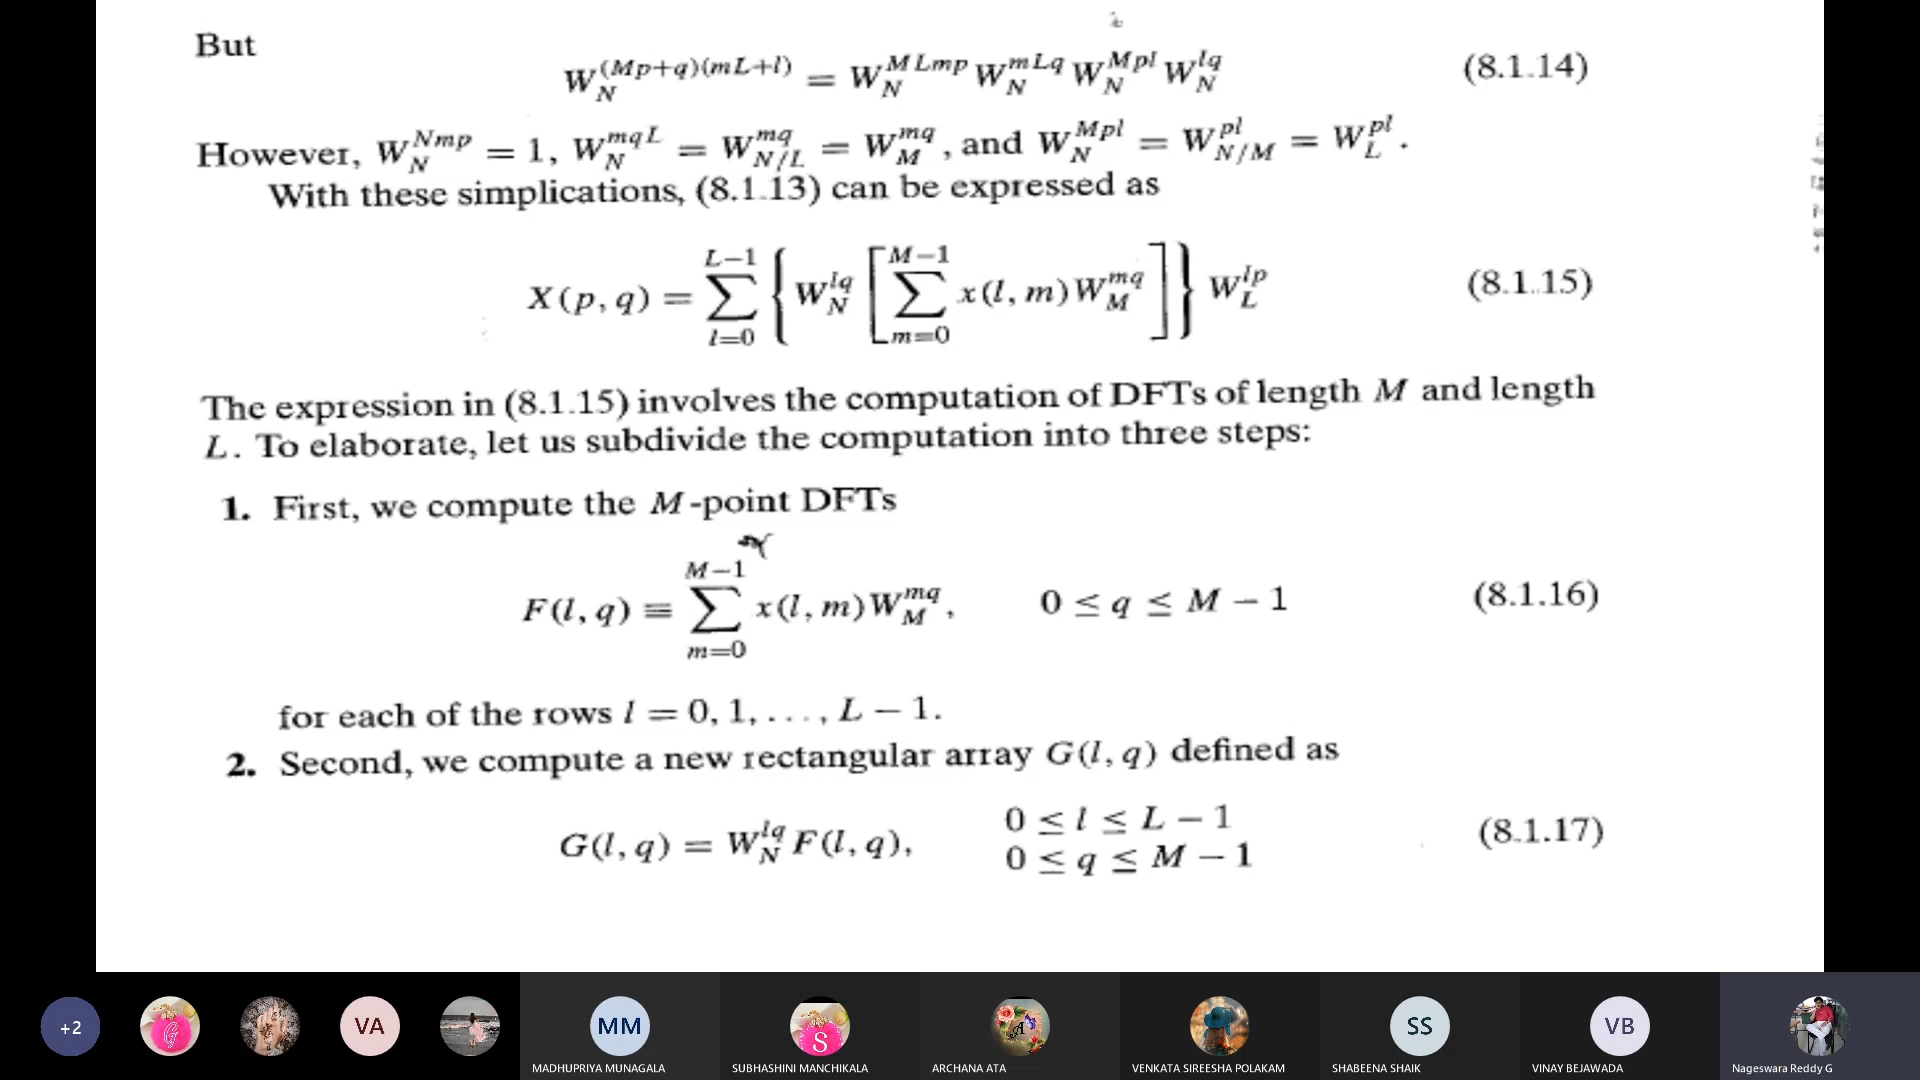 But
W_N^{(Mp+q)(mL+l)} = W_N^{MLmp} W_N^{mLq} W_N^{Mpl} W_N^{lq} (8.1.14)
However, W_N^{Nmp} = 1, W_N^{mqL} = W_{N/L}^{mq} = W_M^{mq}, and W_N^{Mpl} = W_{N/M}^{pl} = W_L^{pl}.
With these simplications, (8.1.13) can be expressed as
X(p, q) = \sum_{l=0}^{L-1} { W_N^{lq} [ \sum_{m=0}^{M-1} x(l, m) W_M^{mq} ] } W_L^{lp} (8.1.15)
The expression in (8.1.15) involves the computation of DFTs of length M and length
L. To elaborate, let us subdivide the computation into three steps:
1. First, we compute the M-point DFTs
F(l, q) ≡ \sum_{m=0}^{M-1} x(l, m) W_M^{mq}, 0 ≤ q ≤ M − 1 (8.1.16)
for each of the rows l = 0, 1, . . . , L − 1.
2. Second, we compute a new rectangular array G(l, q) defined as
G(l, q) = W_N^{lq} F(l, q), 0 ≤ l ≤ L − 1 (8.1.17)
0 ≤ q ≤ M − 1
+2
G
VA
MM
S
A
SS
VB
MADHUPRIYA MUNAGALA
SUBHASHINI MANCHIKALA
ARCHANA ATA
VENKATA SIREESHA POLAKAM
SHABEENA SHAIK
VINAY BEJAWADA
Nageswara Reddy G